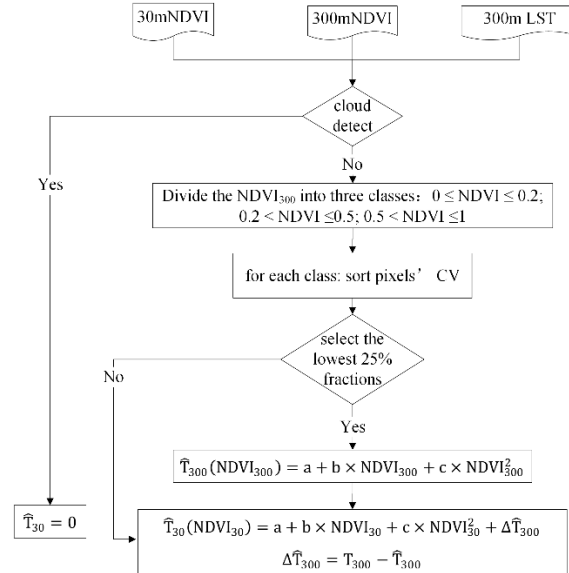 30mNDVI
300mNDVI
300m LST
cloud
detect
Yes
No
Divide the NDVI₃₀₀ into three classes: 0 ≤ NDVI ≤ 0.2;
0.2 < NDVI ≤0.5; 0.5 < NDVI ≤1
for each class: sort pixels’ CV
select the
lowest 25%
fractions
No
Yes
T̂₃₀₀(NDVI₃₀₀) = a + b × NDVI₃₀₀ + c × NDVI²₃₀₀
T̂₃₀ = 0
T̂₃₀(NDVI₃₀) = a + b × NDVI₃₀ + c × NDVI²₃₀ + ΔT̂₃₀₀
ΔT̂₃₀₀ = T₃₀₀ − T̂₃₀₀